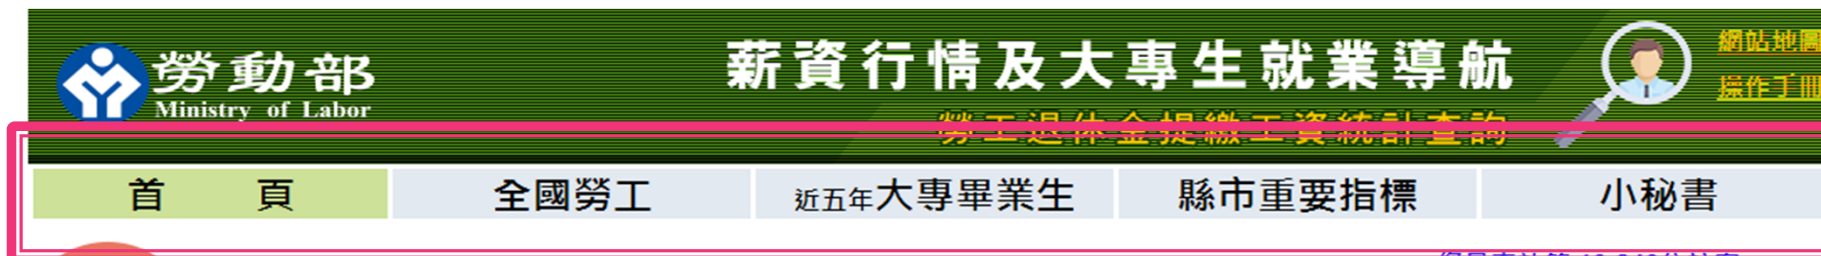 勞動部
Ministry of Labor
薪資行情及大專生就業導航
勞工退休金提繳工資統計查詢
網站地圖
操作手冊
首頁
全國勞工
近五年大專畢業生
縣市重要指標
小秘書